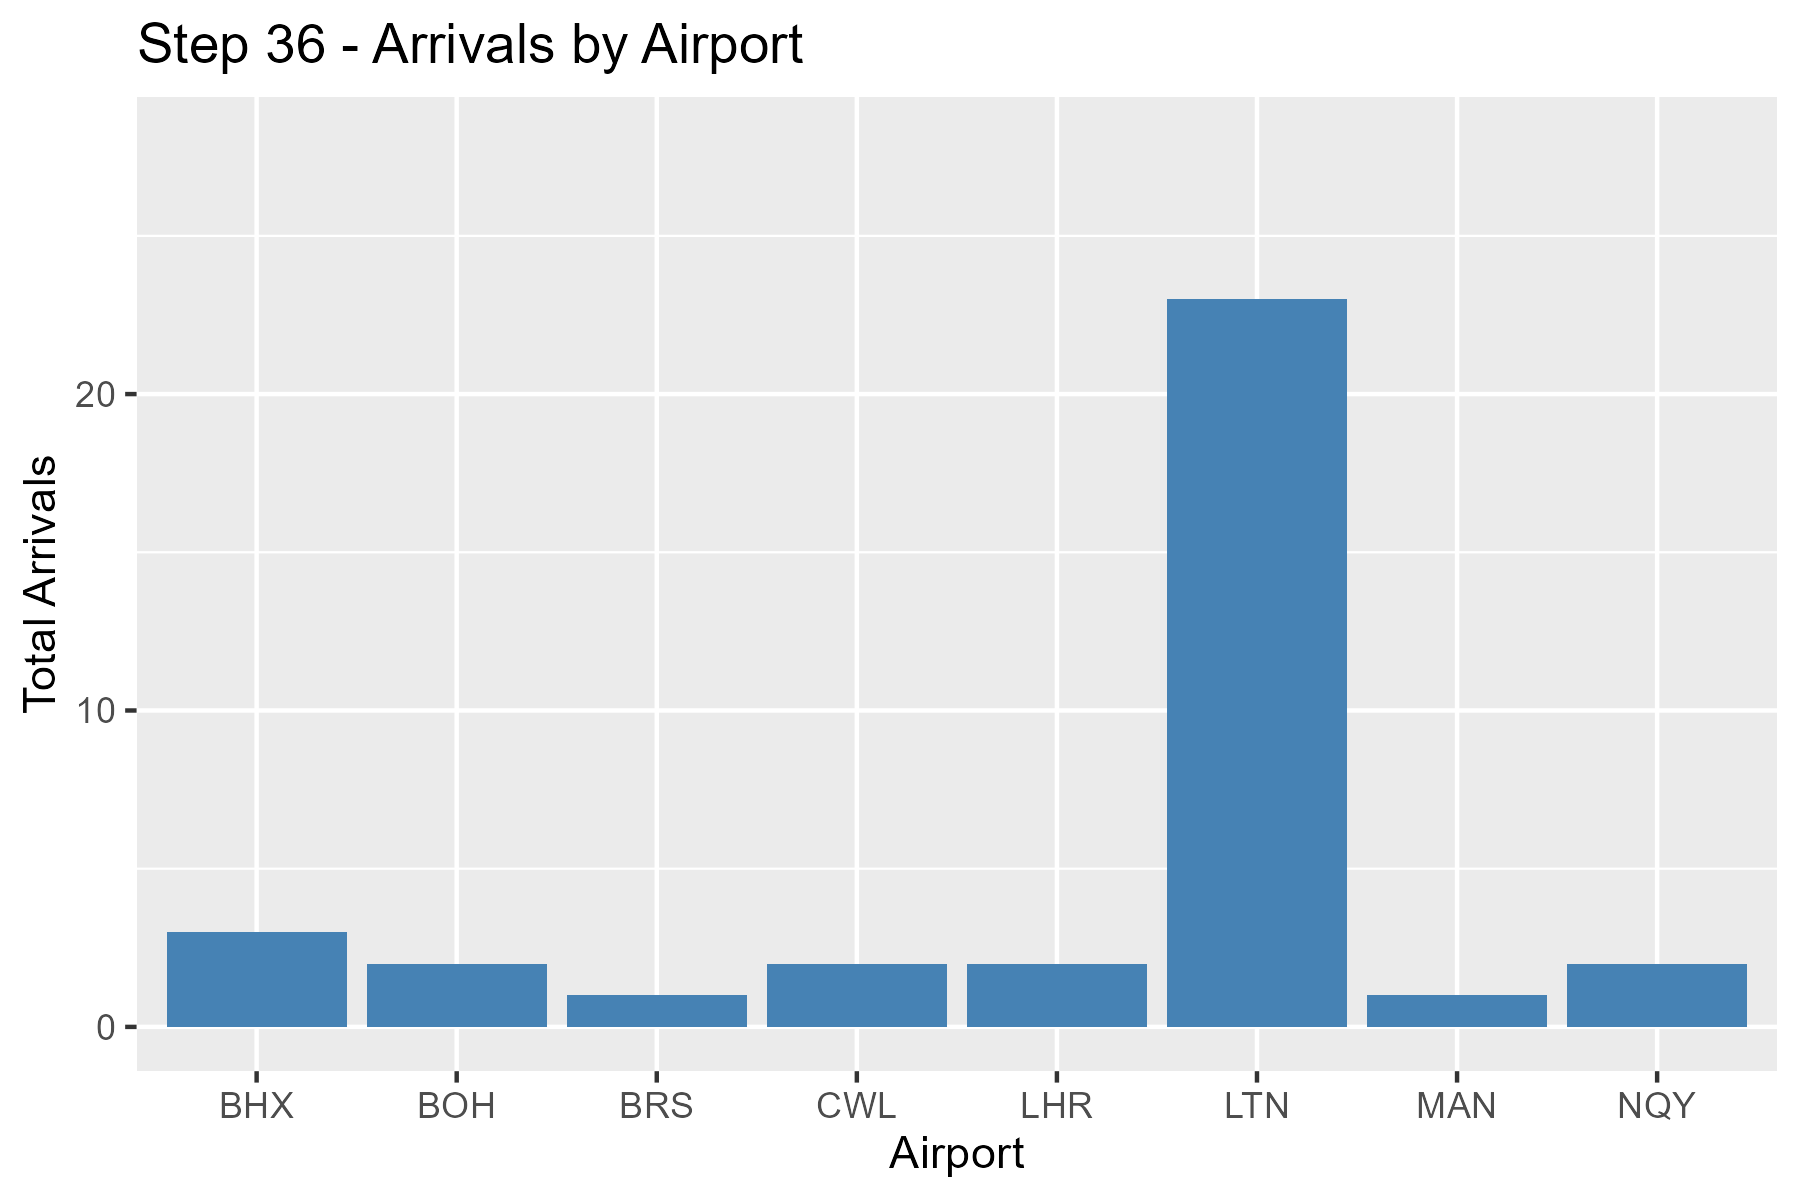 Step 36 - Arrivals by Airport
Total Arrivals
20
10
0
BHX BOH BRS CWL LHR LTN MAN NQY
Airport